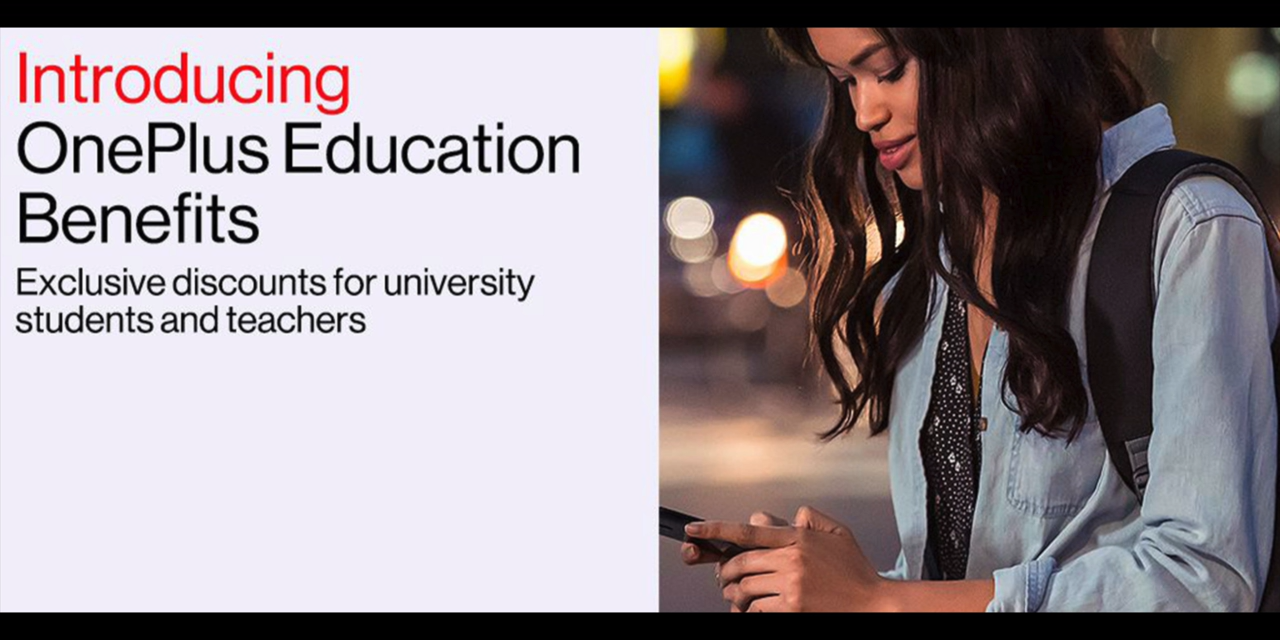 Introducing
OnePlus Education
Benefits
Exclusive discounts for university
students and teachers